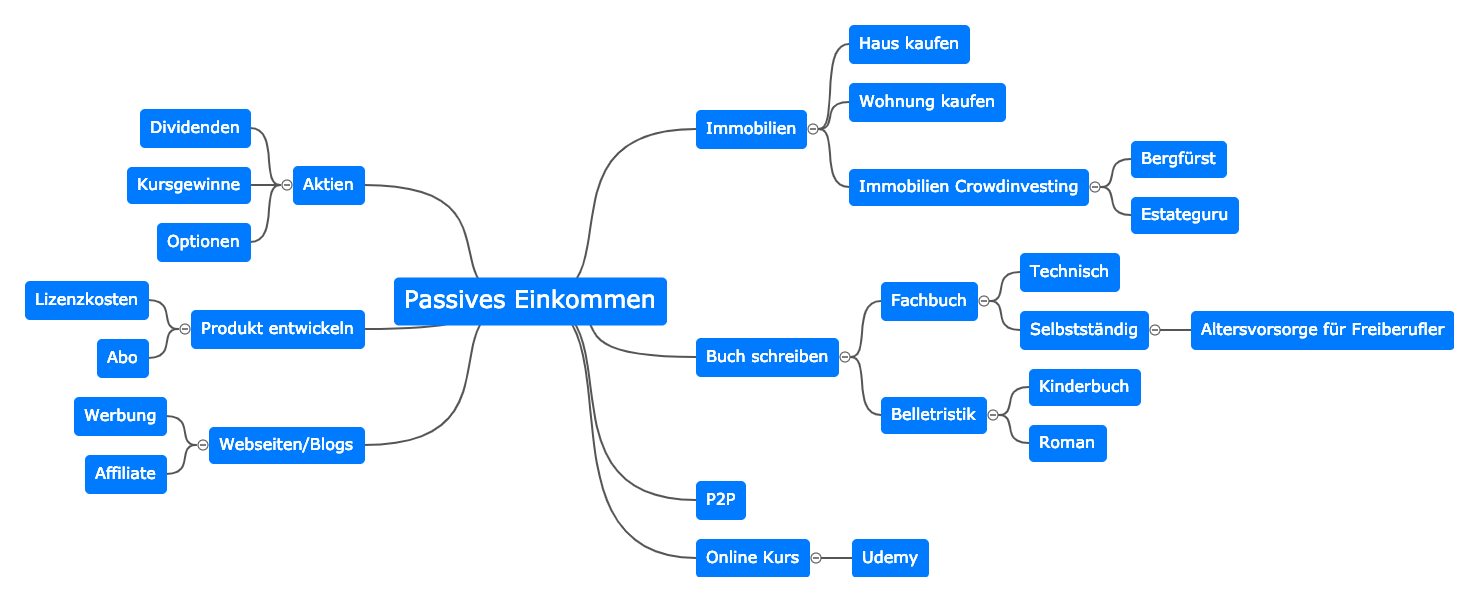 Passives Einkommen
Immobilien
Haus kaufen
Wohnung kaufen
Immobilien Crowdinvesting
Bergfürst
Estateguru
Buch schreiben
Fachbuch
Technisch
Selbstständig
Altersvorsorge für Freiberufler
Belletristik
Kinderbuch
Roman
P2P
Online Kurs
Udemy
Aktien
Dividenden
Kursgewinne
Optionen
Produkt entwickeln
Lizenzkosten
Abo
Webseiten/Blogs
Werbung
Affiliate